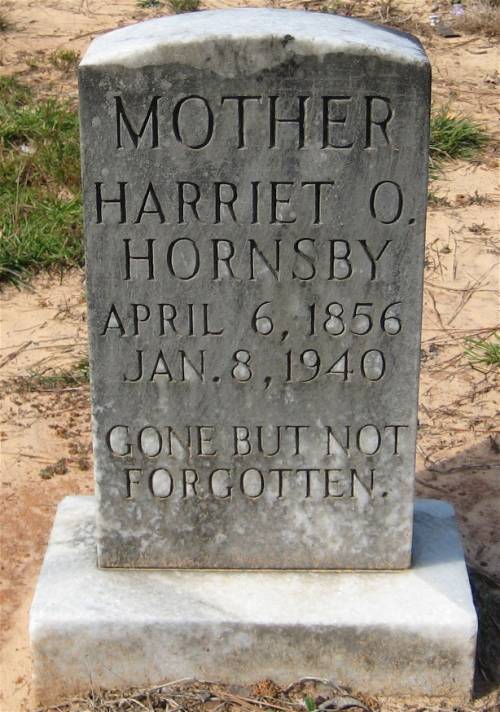 MOTHER
HARRIET O.
HORNSBY
APRIL 6, 1856
JAN. 8, 1940
GONE BUT NOT
FORGOTTEN.